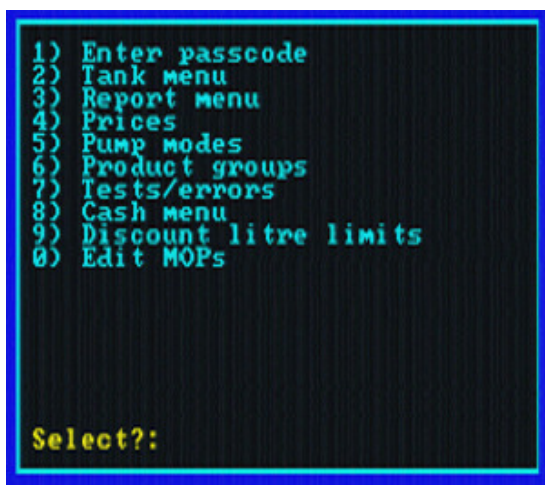 1) Enter passcode
2) Tank menu
3) Report menu
4) Prices
5) Pump modes
6) Product groups
7) Tests/errors
8) Cash menu
9) Discount litre limits
0) Edit MOPs
Select?: